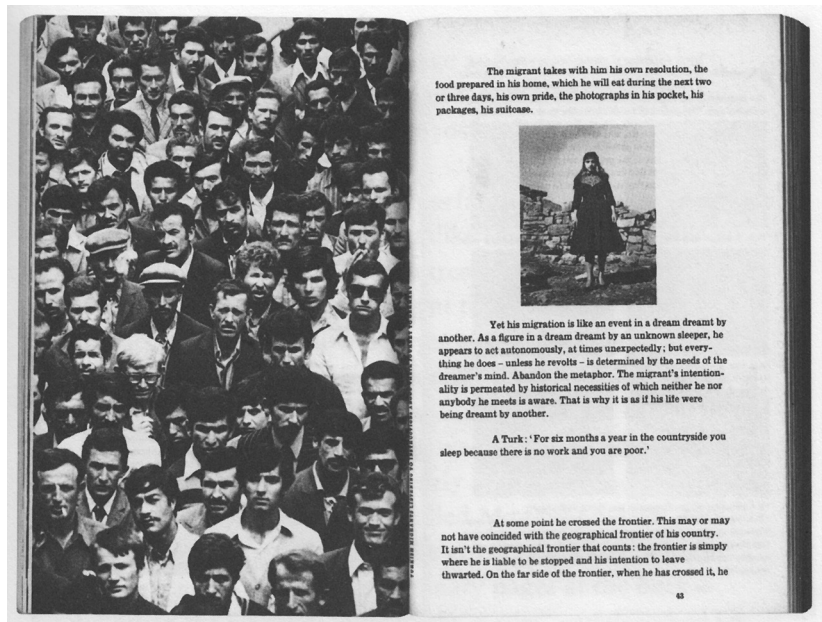 The migrant takes with him his own resolution, the
food prepared in his home, which he will eat during the next two
or three days, his own pride, the photographs in his pocket, his
packages, his suitcase.
Yet his migration is like an event in a dream dreamt by
another. As a figure in a dream dreamt by an unknown sleeper, he
appears to act autonomously, at times unexpectedly; but every-
thing he does – unless he revolts – is determined by the needs of the
dreamer's mind. Abandon the metaphor. The migrant's intention-
ality is permeated by historical necessities of which neither he nor
anybody he meets is aware. That is why it is as if his life were
being dreamt by another.
A Turk: 'For six months a year in the countryside you
sleep because there is no work and you are poor.'
At some point he crossed the frontier. This may or may
not have coincided with the geographical frontier of his country.
It isn't the geographical frontier that counts: the frontier is simply
where he is liable to be stopped and his intention to leave
thwarted. On the far side of the frontier, when he has crossed it, he
43